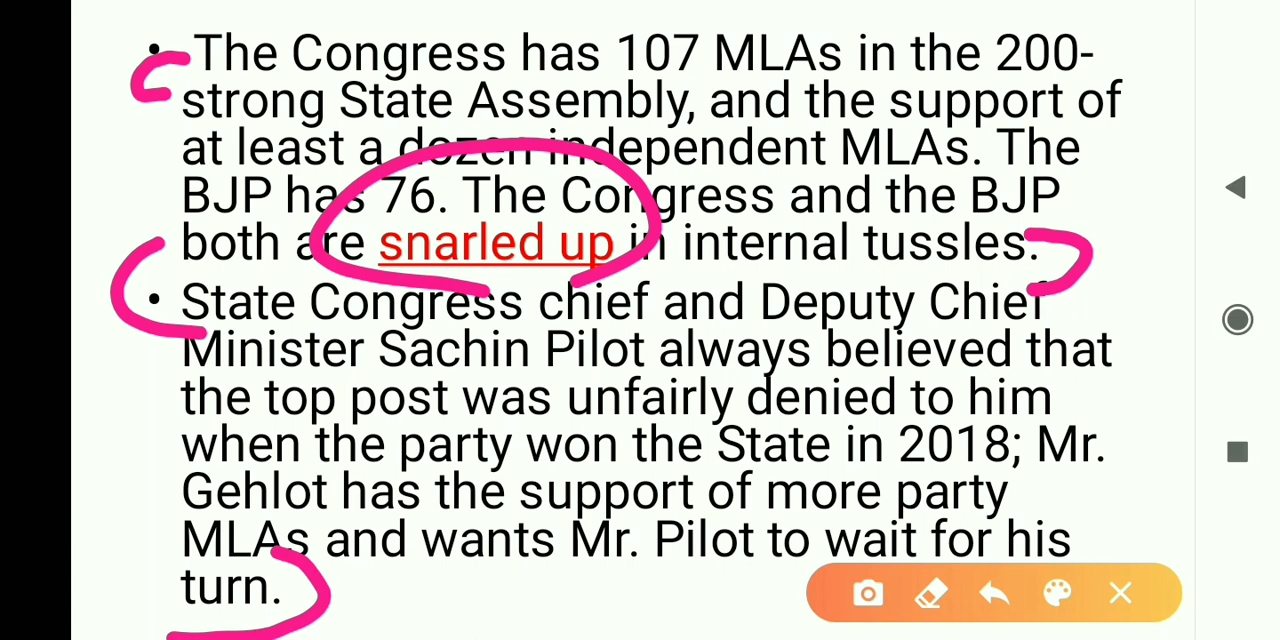 • The Congress has 107 MLAs in the 200-
strong State Assembly, and the support of
at least a dozen independent MLAs. The
BJP has 76. The Congress and the BJP
both are snarled up in internal tussles.
• State Congress chief and Deputy Chief
Minister Sachin Pilot always believed that
the top post was unfairly denied to him
when the party won the State in 2018; Mr.
Gehlot has the support of more party
MLAs and wants Mr. Pilot to wait for his
turn.